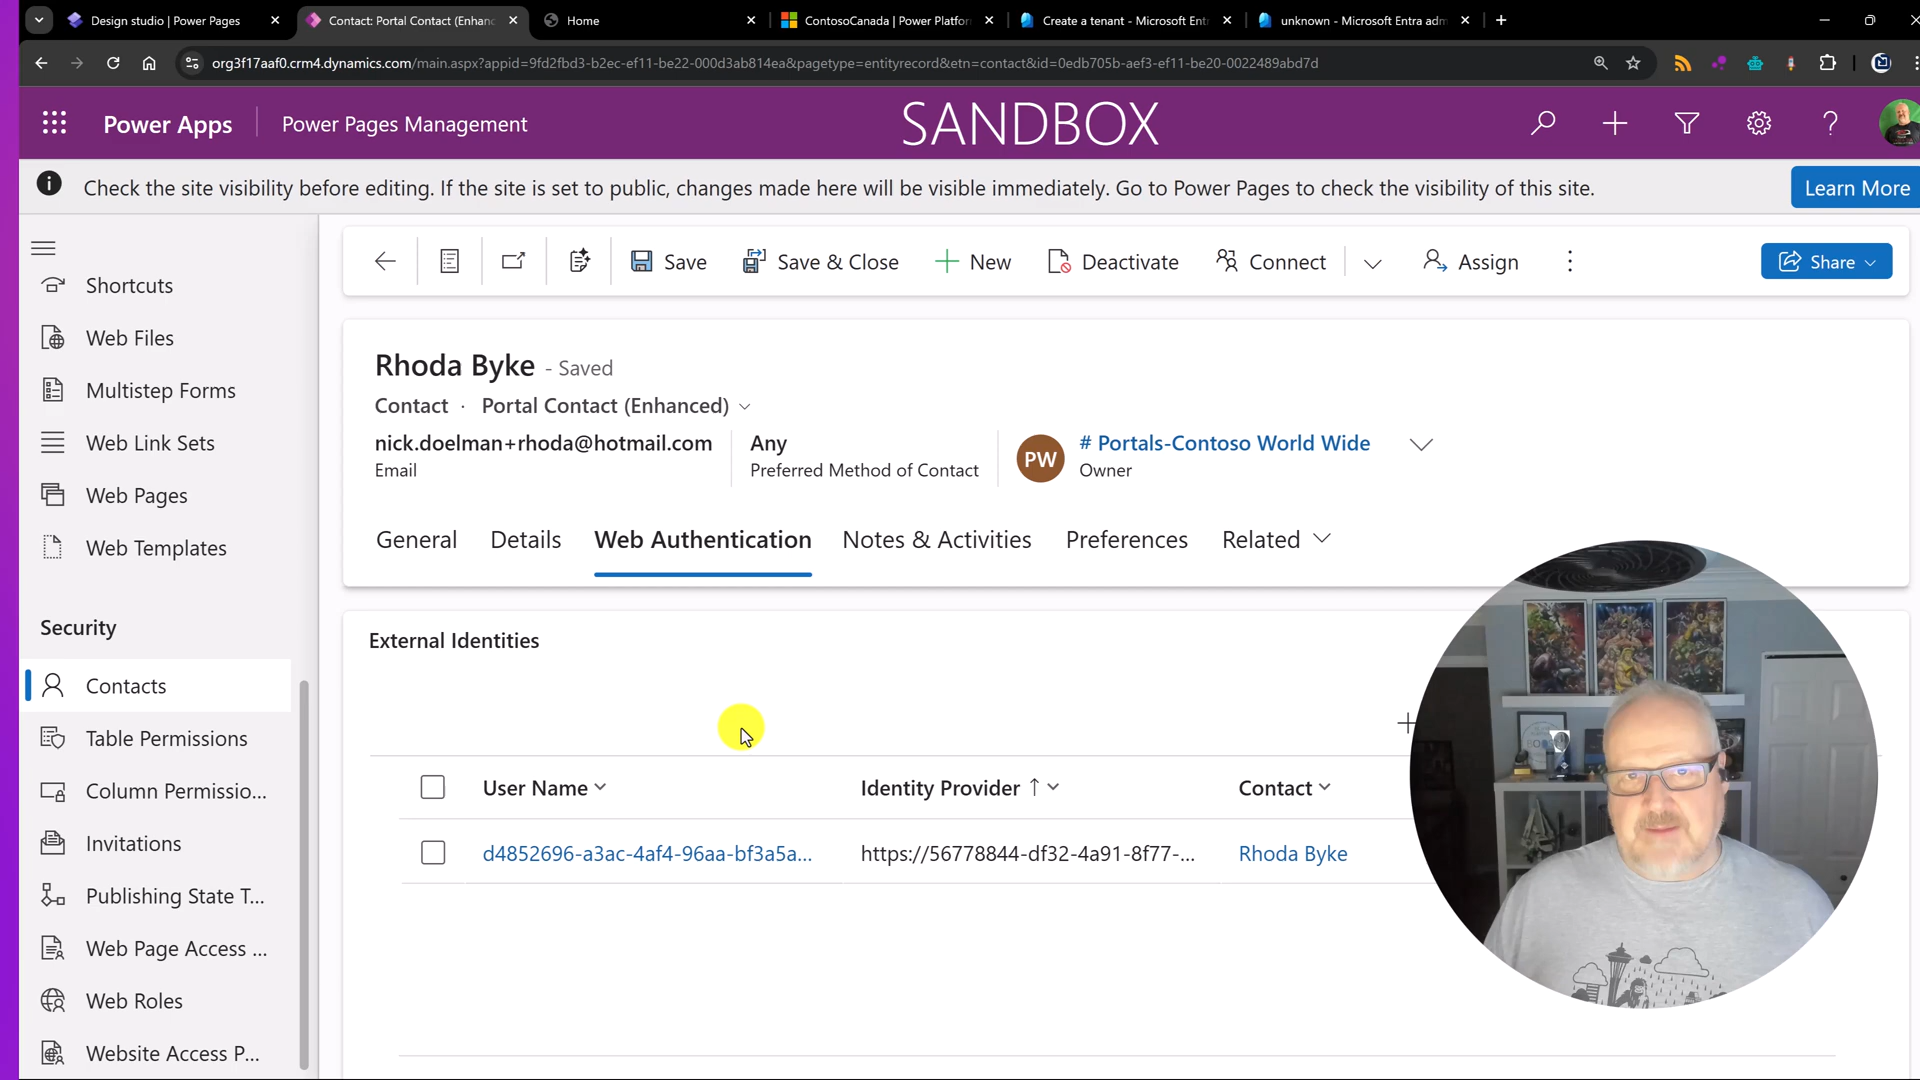 Design studio | Power Pages
Contact: Portal Contact (Enhanc
Home
ContosoCanada | Power Platfor
Create a tenant - Microsoft Entr
unknown - Microsoft Entra adm
org3f17aaf0.crm4.dynamics.com/main.aspx?appid=9fd2fbd3-b2ec-ef11-be22-000d3ab814ea&pagetype=entityrecord&etn=contact&id=0edb705b-aef3-ef11-be20-0022489abd7d
Power Apps
Power Pages Management
SANDBOX
Check the site visibility before editing. If the site is set to public, changes made here will be visible immediately. Go to Power Pages to check the visibility of this site.
Learn More
Shortcuts
Web Files
Multistep Forms
Web Link Sets
Web Pages
Web Templates
Security
Contacts
Table Permissions
Column Permissio...
Invitations
Publishing State T...
Web Page Access ...
Web Roles
Website Access P...
Save
Save & Close
New
Deactivate
Connect
Assign
Share
Rhoda Byke - Saved
Contact · Portal Contact (Enhanced)
nick.doelman+rhoda@hotmail.com
Email
Any
Preferred Method of Contact
PW
# Portals-Contoso World Wide
Owner
General
Details
Web Authentication
Notes & Activities
Preferences
Related
External Identities
User Name
Identity Provider
Contact
d4852696-a3ac-4af4-96aa-bf3a5a...
https://56778844-df32-4a91-8f77-...
Rhoda Byke